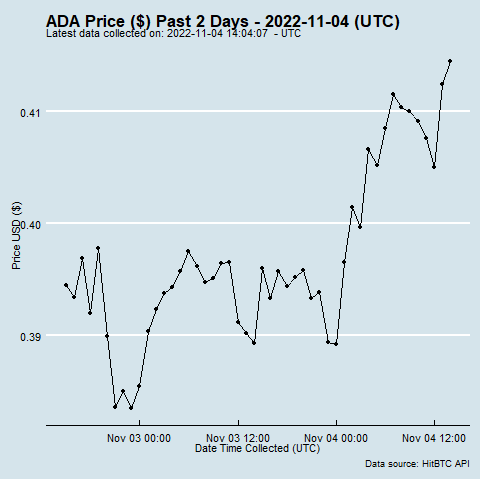 ADA Price ($) Past 2 Days - 2022-11-04 (UTC)
Latest data collected on: 2022-11-04 14:04:07 - UTC
0.41
0.40
0.39
Price USD ($)
Nov 03 00:00 Nov 03 12:00 Nov 04 00:00 Nov 04 12:00
Date Time Collected (UTC)
Data source: HitBTC API